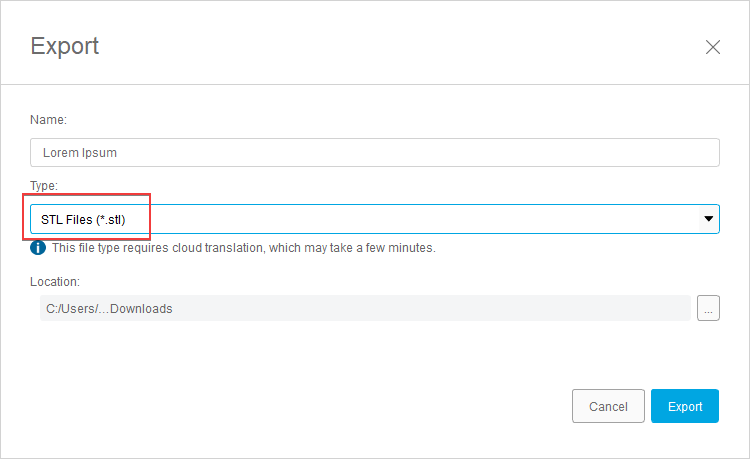 Export
Name:
Lorem Ipsum
Type:
STL Files (*.stl)
This file type requires cloud translation, which may take a few minutes.
Location:
C:/Users/...Downloads
...
Cancel
Export